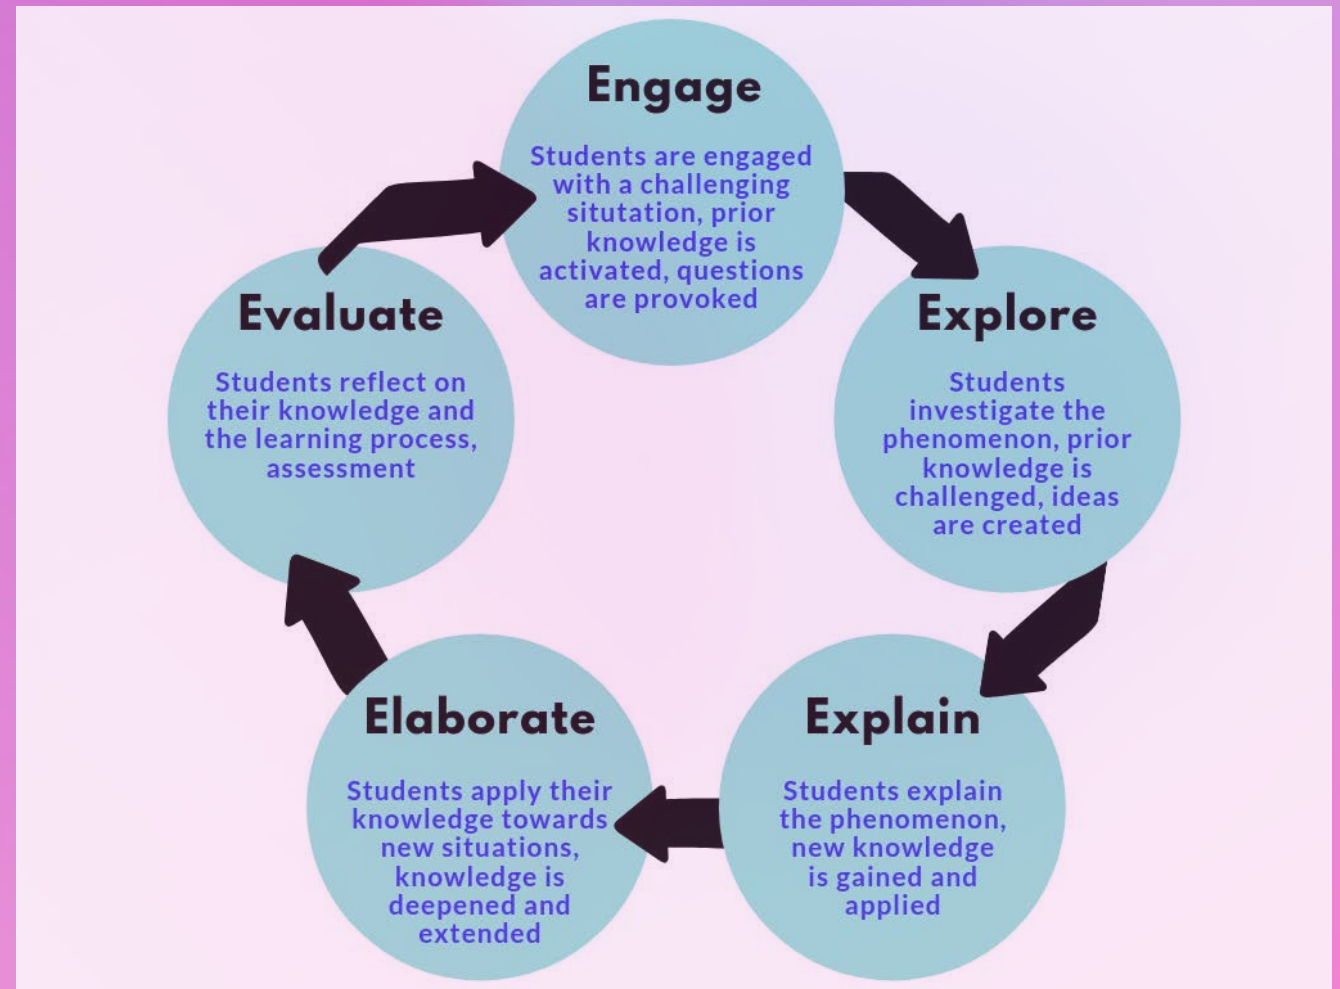 Engage
Students are engaged
with a challenging
situtation, prior
knowledge is
activated, questions
are provoked
Explore
Students
investigate the
phenomenon, prior
knowledge is
challenged, ideas
are created
Explain
Students explain
the phenomenon,
new knowledge
is gained and
applied
Elaborate
Students apply their
knowledge towards
new situations,
knowledge is
deepened and
extended
Evaluate
Students reflect on
their knowledge and
the learning process,
assessment